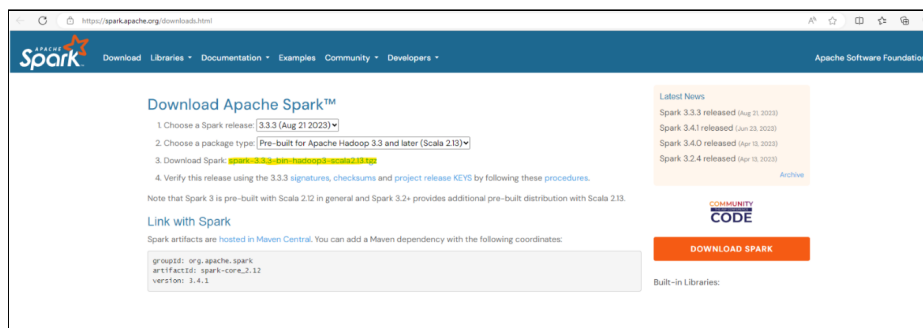 https://spark.apache.org/downloads.html
APACHE
Spark
Download Libraries Documentation Examples Community Developers
Apache Software Foundation
Download Apache Spark™
1. Choose a Spark release: 3.3.3 (Aug 21 2023)
2. Choose a package type: Pre-built for Apache Hadoop 3.3 and later (Scala 2.13)
3. Download Spark: spark-3.3.3-bin-hadoop3-scala2.13.tgz
4. Verify this release using the 3.3.3 signatures, checksums and project release KEYS by following these procedures.
Note that Spark 3 is pre-built with Scala 2.12 in general and Spark 3.2+ provides additional pre-built distribution with Scala 2.13.
Link with Spark
Spark artifacts are hosted in Maven Central. You can add a Maven dependency with the following coordinates:
groupId: org.apache.spark
artifactId: spark-core_2.12
version: 3.4.1
Latest News
Spark 3.3.3 released (Aug 21, 2023)
Spark 3.4.1 released (Jun 23, 2023)
Spark 3.4.0 released (Apr 13, 2023)
Spark 3.2.4 released (Apr 13, 2023)
Archive
COMMUNITY
CODE
DOWNLOAD SPARK
Built-in Libraries: